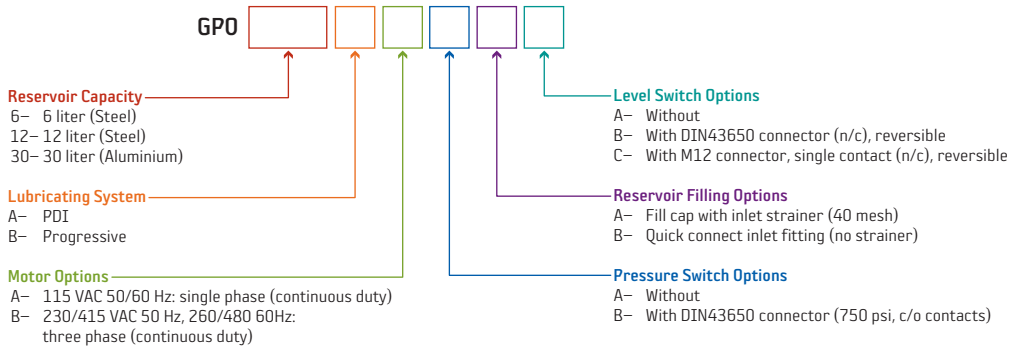 GPO
Reservoir Capacity
6– 6 liter (Steel)
12– 12 liter (Steel)
30– 30 liter (Aluminium)
Lubricating System
A– PDI
B– Progressive
Motor Options
A– 115 VAC 50/60 Hz: single phase (continuous duty)
B– 230/415 VAC 50 Hz, 260/480 60Hz:
three phase (continuous duty)
Level Switch Options
A– Without
B– With DIN43650 connector (n/c), reversible
C– With M12 connector, single contact (n/c), reversible
Reservoir Filling Options
A– Fill cap with inlet strainer (40 mesh)
B– Quick connect inlet fitting (no strainer)
Pressure Switch Options
A– Without
B– With DIN43650 connector (750 psi, c/o contacts)